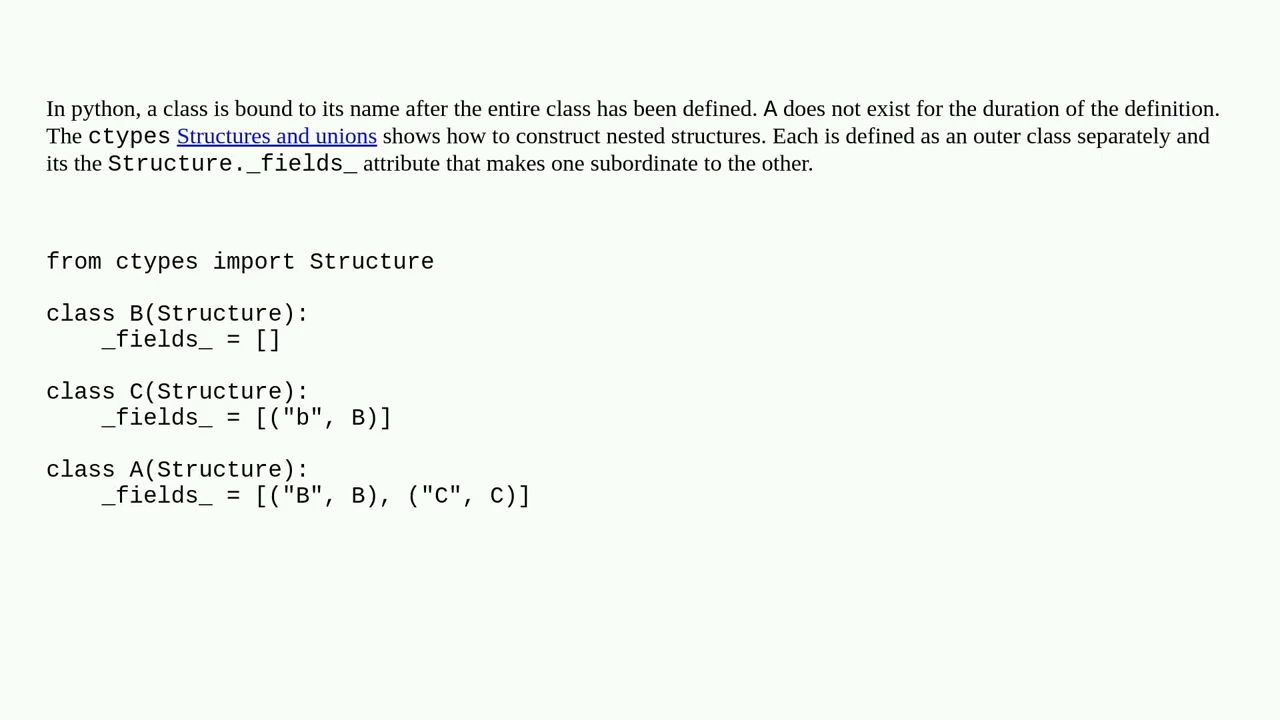 In python, a class is bound to its name after the entire class has been defined. A does not exist for the duration of the definition.
The ctypes Structures and unions shows how to construct nested structures. Each is defined as an outer class separately and
its the Structure._fields_ attribute that makes one subordinate to the other.
from ctypes import Structure
class B(Structure):
    _fields_ = []
class C(Structure):
    _fields_ = [("b", B)]
class A(Structure):
    _fields_ = [("B", B), ("C", C)]